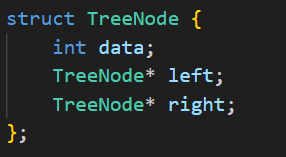 struct TreeNode {
    int data;
    TreeNode* left;
    TreeNode* right;
};